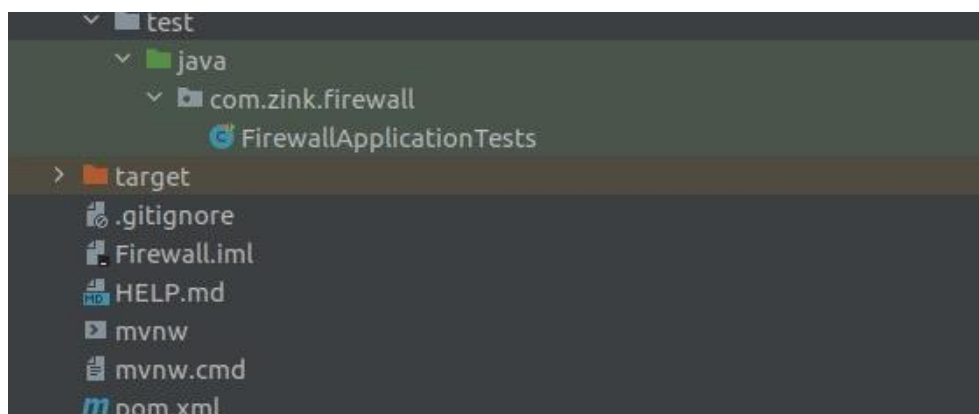 test
java
com.zink.firewall
FirewallApplicationTests
target
.gitignore
Firewall.iml
HELP.md
mvnw
mvnw.cmd
pom.xml